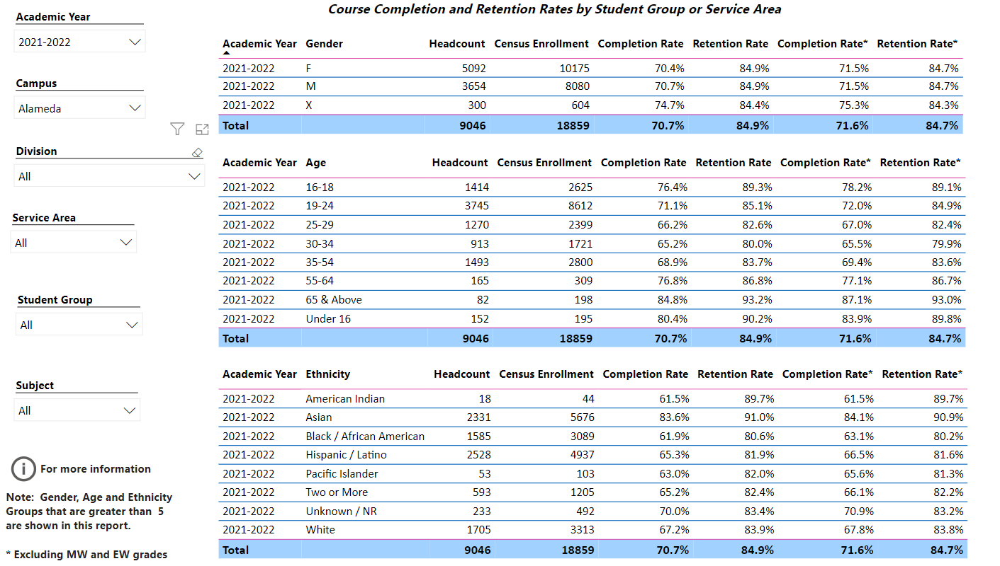 Course Completion and Retention Rates by Student Group or Service Area
Academic Year
2021-2022
Campus
Alameda
Division
All
Service Area
All
Student Group
All
Subject
All
For more information
Note: Gender, Age and Ethnicity
Groups that are greater than 5
are shown in this report.
* Excluding MW and EW grades
Academic Year Gender Headcount Census Enrollment Completion Rate Retention Rate Completion Rate* Retention Rate*
2021-2022 F 5092 10175 70.4% 84.9% 71.5% 84.7%
2021-2022 M 3654 8080 70.7% 84.9% 71.5% 84.7%
2021-2022 X 300 604 74.7% 84.4% 75.3% 84.3%
Total 9046 18859 70.7% 84.9% 71.6% 84.7%
Academic Year Age Headcount Census Enrollment Completion Rate Retention Rate Completion Rate* Retention Rate*
2021-2022 16-18 1414 2625 76.4% 89.3% 78.2% 89.1%
2021-2022 19-24 3745 8612 71.1% 85.1% 72.0% 84.9%
2021-2022 25-29 1270 2399 66.2% 82.6% 67.0% 82.4%
2021-2022 30-34 913 1721 65.2% 80.0% 65.5% 79.9%
2021-2022 35-54 1493 2800 68.9% 83.7% 69.4% 83.6%
2021-2022 55-64 165 309 76.8% 86.8% 77.1% 86.7%
2021-2022 65 & Above 82 198 84.8% 93.2% 87.1% 93.0%
2021-2022 Under 16 152 195 80.4% 90.2% 83.9% 89.8%
Total 9046 18859 70.7% 84.9% 71.6% 84.7%
Academic Year Ethnicity Headcount Census Enrollment Completion Rate Retention Rate Completion Rate* Retention Rate*
2021-2022 American Indian 18 44 61.5% 89.7% 61.5% 89.7%
2021-2022 Asian 2331 5676 83.6% 91.0% 84.1% 90.9%
2021-2022 Black / African American 1585 3089 61.9% 80.6% 63.1% 80.2%
2021-2022 Hispanic / Latino 2528 4937 65.3% 81.9% 66.5% 81.6%
2021-2022 Pacific Islander 53 103 63.0% 82.0% 65.6% 81.3%
2021-2022 Two or More 593 1205 65.2% 82.4% 66.1% 82.2%
2021-2022 Unknown / NR 233 492 70.0% 83.4% 70.9% 83.2%
2021-2022 White 1705 3313 67.2% 83.9% 67.8% 83.8%
Total 9046 18859 70.7% 84.9% 71.6% 84.7%